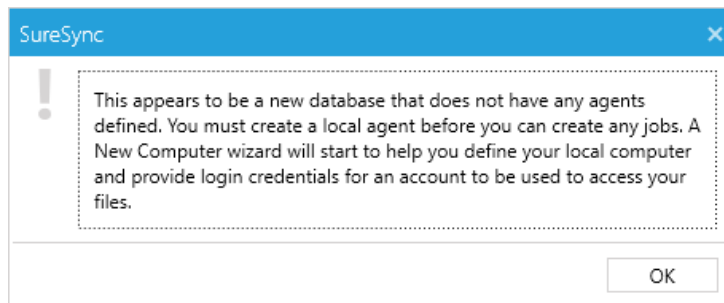 SureSync
This appears to be a new database that does not have any agents
defined. You must create a local agent before you can create any jobs. A
New Computer wizard will start to help you define your local computer
and provide login credentials for an account to be used to access your
files.
OK